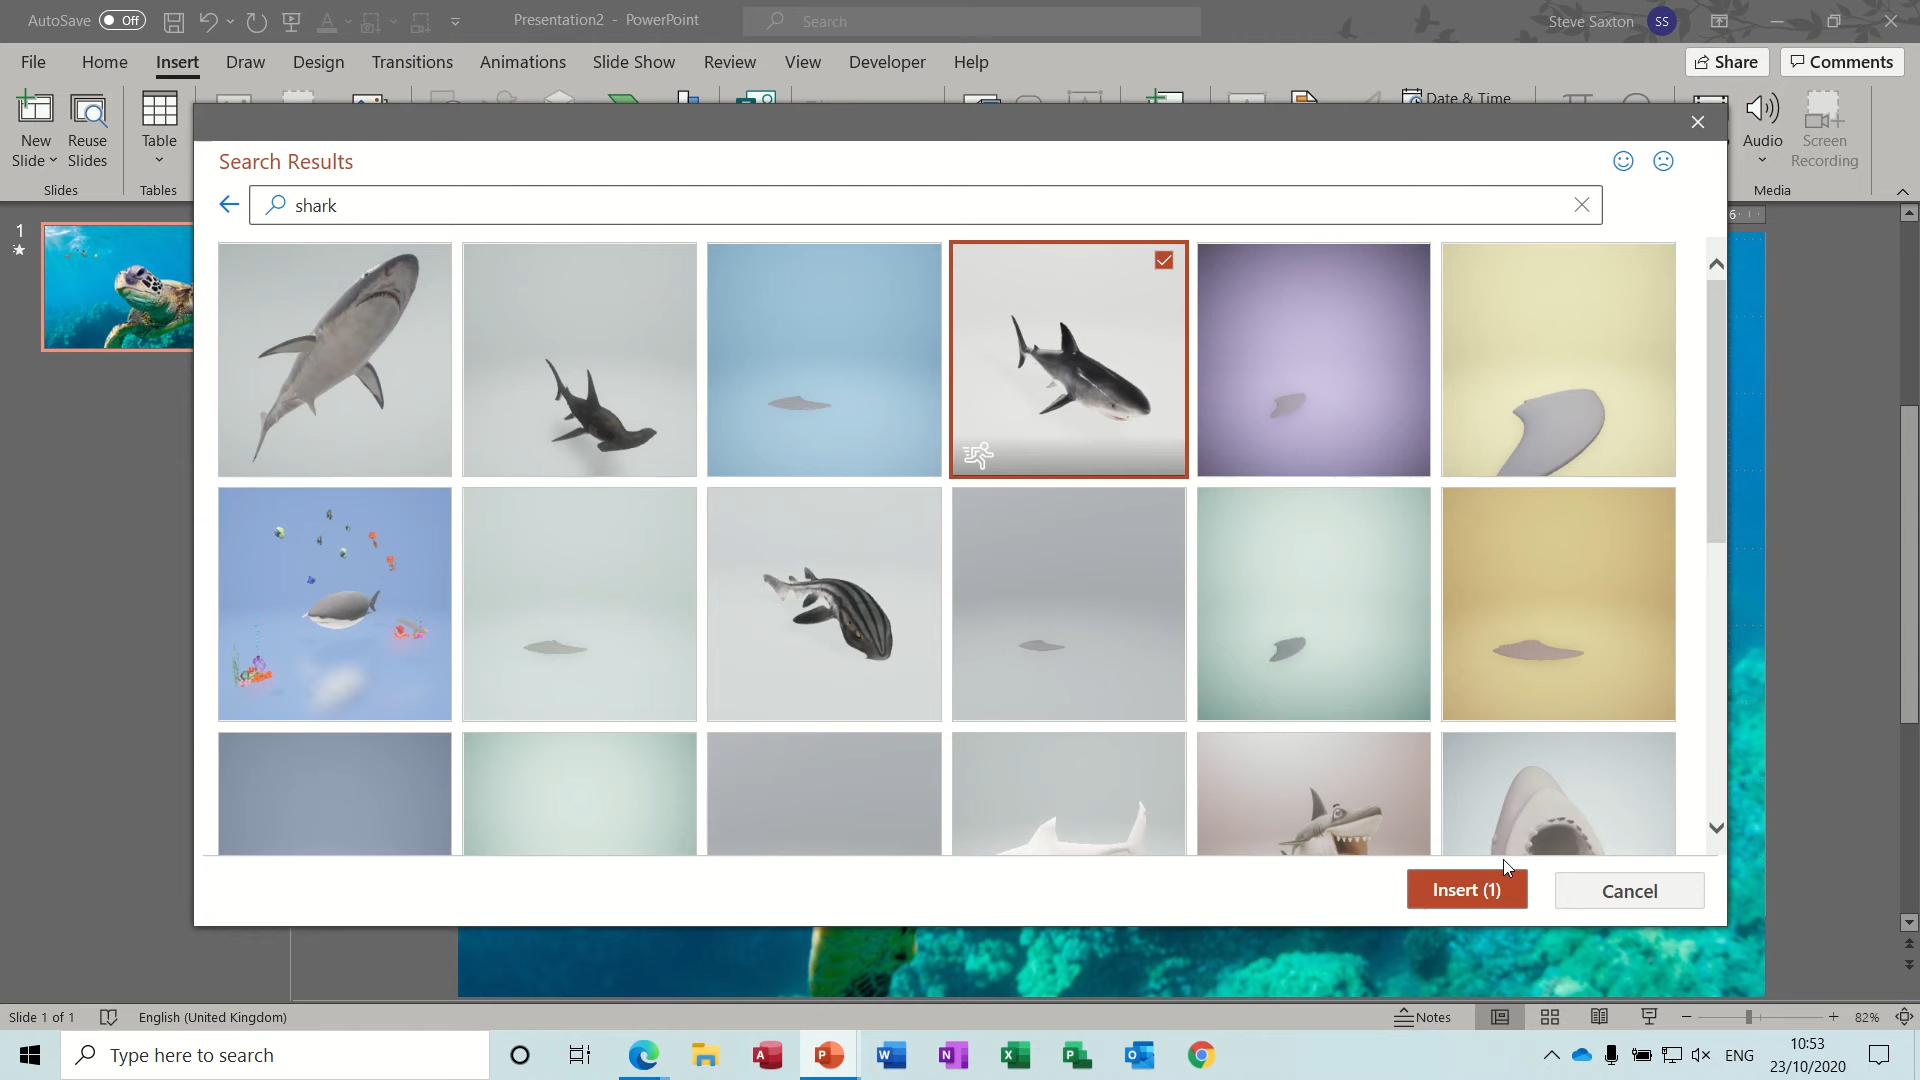 AutoSave Off
Presentation2 - PowerPoint
Search
Steve Saxton SS
File Home Insert Draw Design Transitions Animations Slide Show Review View Developer Help
Share Comments
New Slide
Reuse Slides
Slides
Table
Tables
Date & Time
Audio
Screen Recording
Media
Search Results
shark
1
6
Insert (1)
Cancel
Slide 1 of 1
English (United Kingdom)
Notes
82%
Type here to search
ENG
10:53
23/10/2020